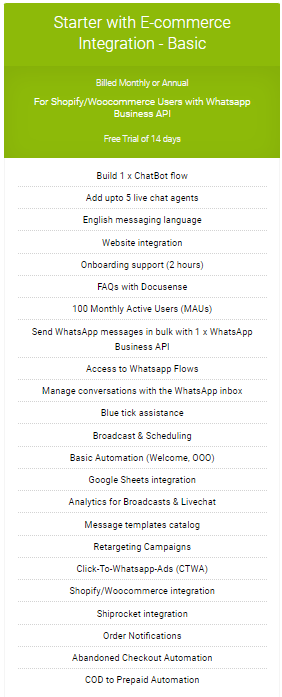 Starter with E-commerce
Integration - Basic
Billed Monthly or Annual
For Shopify/Woocommerce Users with Whatsapp
Business API
Free Trial of 14 days
Build 1 x ChatBot flow
Add upto 5 live chat agents
English messaging language
Website integration
Onboarding support (2 hours)
FAQs with Docusense
100 Monthly Active Users (MAUs)
Send WhatsApp messages in bulk with 1 x WhatsApp
Business API
Access to Whatsapp Flows
Manage conversations with the WhatsApp inbox
Blue tick assistance
Broadcast & Scheduling
Basic Automation (Welcome, OOO)
Google Sheets integration
Analytics for Broadcasts & Livechat
Message templates catalog
Retargeting Campaigns
Click-To-Whatsapp-Ads (CTWA)
Shopify/Woocommerce integration
Shiprocket integration
Order Notifications
Abandoned Checkout Automation
COD to Prepaid Automation